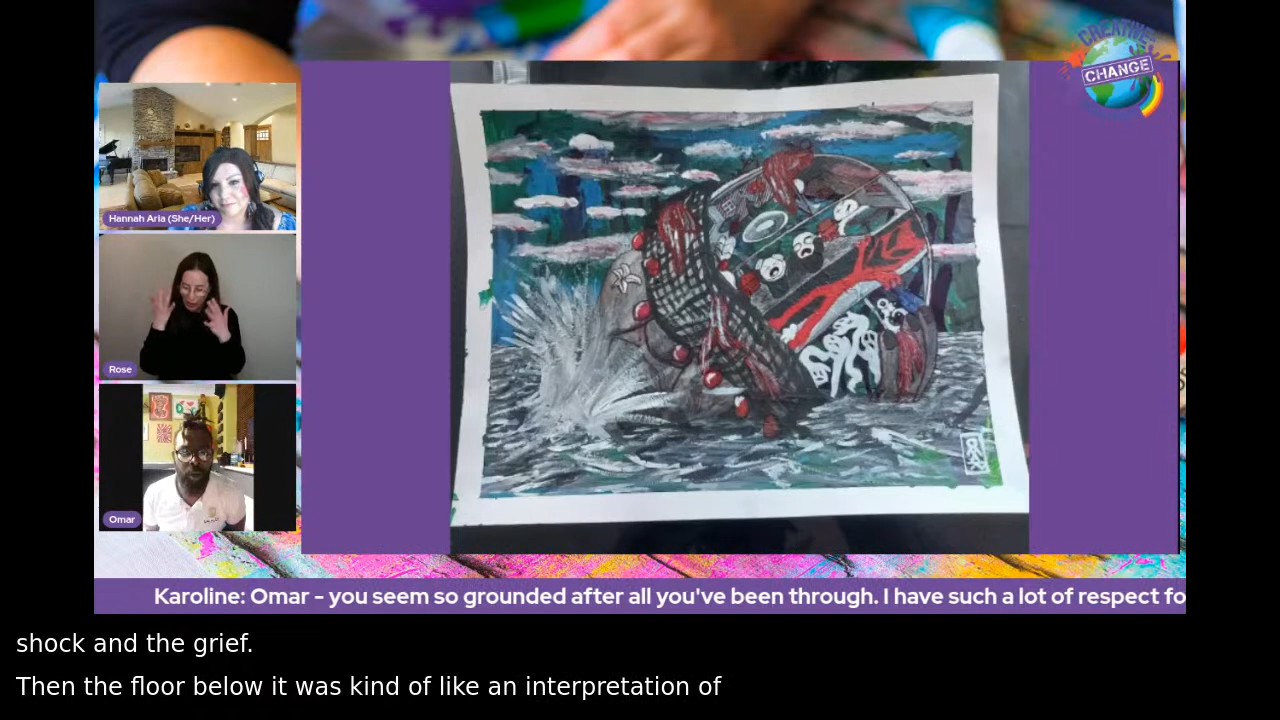 CREATIVE
CHANGE
Hannah Aria (She/Her)
Rose
Omar
Karoline: Omar - you seem so grounded after all you've been through. I have such a lot of respect fo
shock and the grief.
Then the floor below it was kind of like an interpretation of